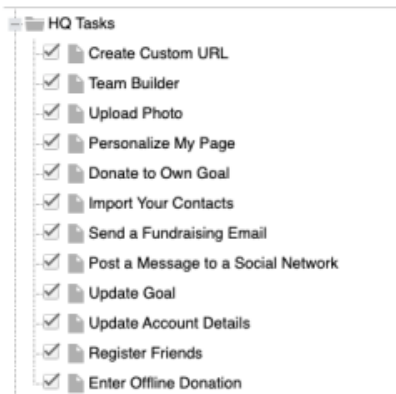 HQ Tasks
Create Custom URL
Team Builder
Upload Photo
Personalize My Page
Donate to Own Goal
Import Your Contacts
Send a Fundraising Email
Post a Message to a Social Network
Update Goal
Update Account Details
Register Friends
Enter Offline Donation